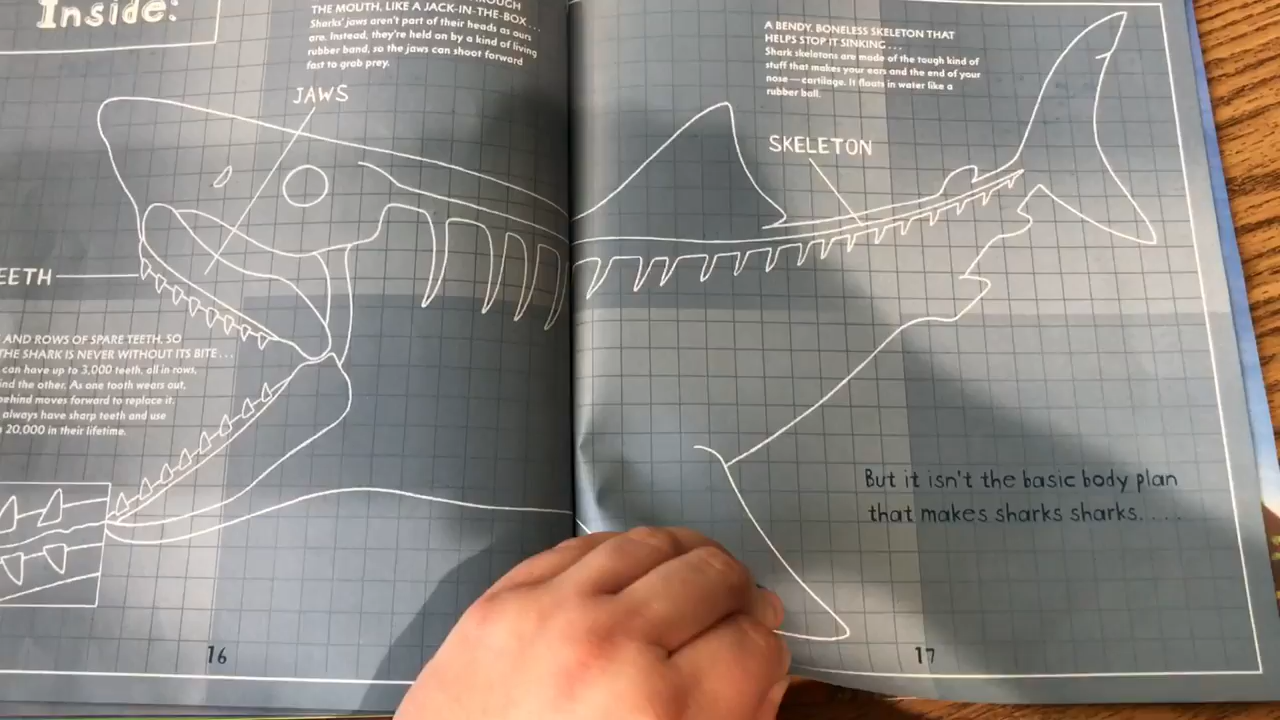 Inside:
THE MOUTH, LIKE A JACK-IN-THE-BOX...
Sharks' jaws aren't part of their heads as ours
are. Instead, they're held on by a kind of living
rubber band, so the jaws can shoot forward
fast to grab prey.
JAWS
EETH
AND ROWS OF SPARE TEETH, SO
THE SHARK IS NEVER WITHOUT ITS BITE...
can have up to 3,000 teeth, all in rows,
the other. As one tooth wears out,
behind moves forward to replace it.
always have sharp teeth and use
20,000 in their lifetime.
16
A BENDY, BONELESS SKELETON THAT
HELPS STOP IT SINKING...
Shark skeletons are made of the tough kind of
stuff that makes your ears and the end of your
nose—cartilage. It floats in water like a
rubber ball.
SKELETON
But it isn't the basic body plan
that makes sharks sharks....
17